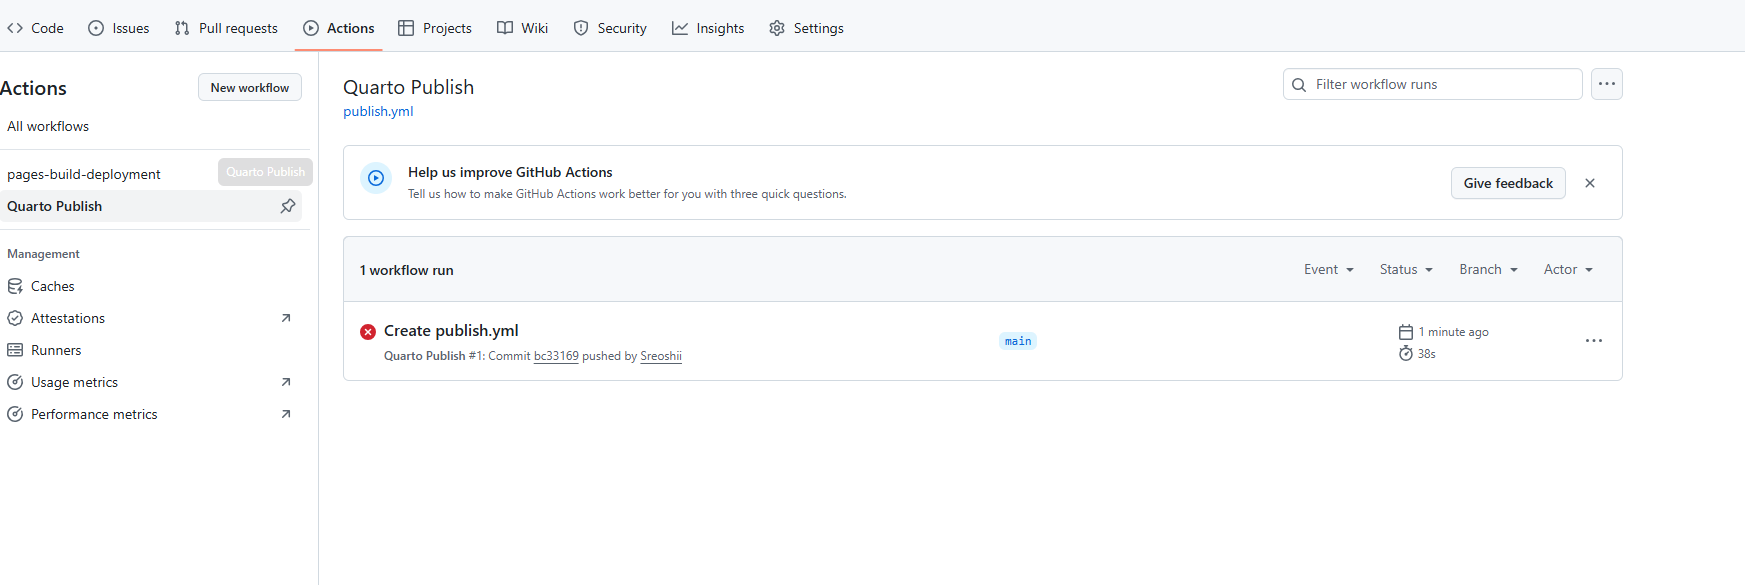 Code Issues Pull requests Actions Projects Wiki Security Insights Settings
Actions
New workflow
All workflows
pages-build-deployment
Quarto Publish
Quarto Publish
Management
Caches
Attestations
Runners
Usage metrics
Performance metrics
Quarto Publish
publish.yml
Filter workflow runs
Help us improve GitHub Actions
Tell us how to make GitHub Actions work better for you with three quick questions.
Give feedback
1 workflow run
Event Status Branch Actor
Create publish.yml
Quarto Publish #1: Commit bc33169 pushed by Sreoshii
main
1 minute ago
38s